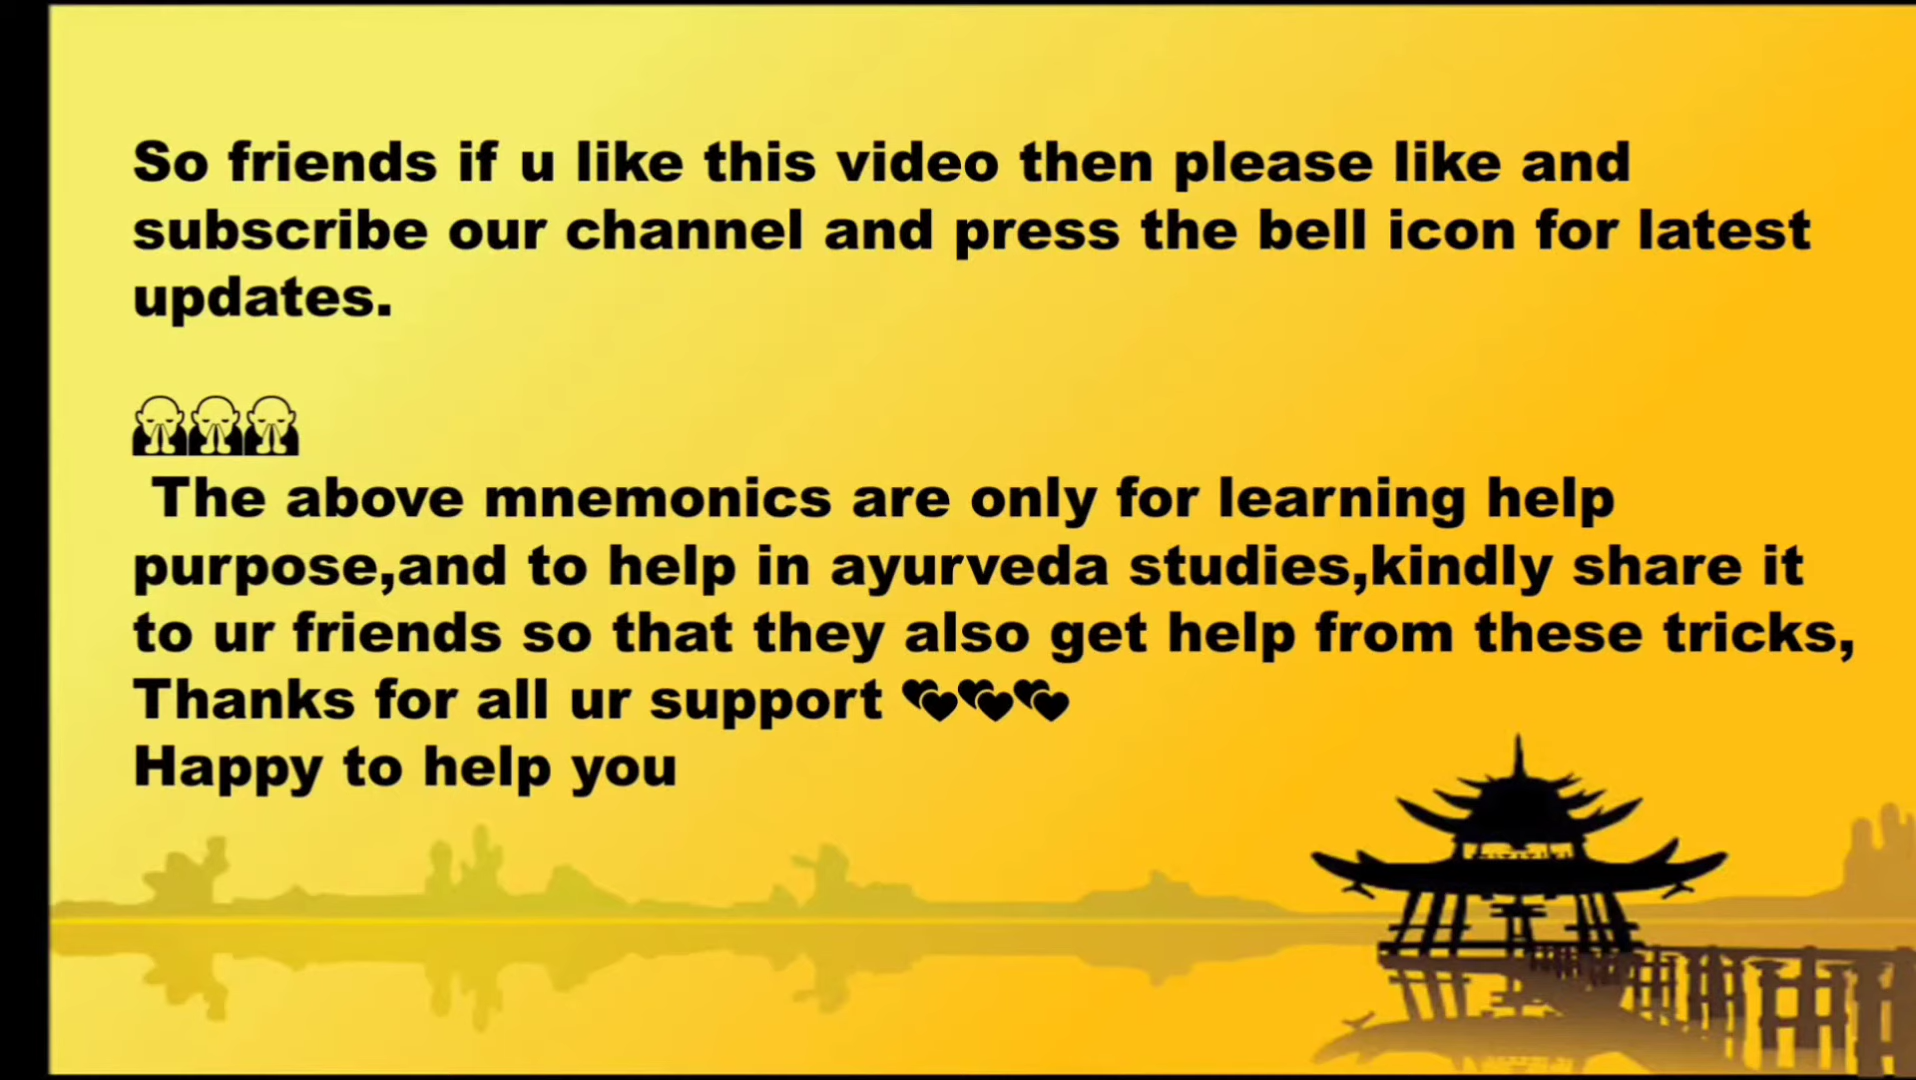 So friends if u like this video then please like and
subscribe our channel and press the bell icon for latest
updates.
🙏🙏🙏
The above mnemonics are only for learning help
purpose,and to help in ayurveda studies,kindly share it
to ur friends so that they also get help from these tricks,
Thanks for all ur support 💕💕💕
Happy to help you